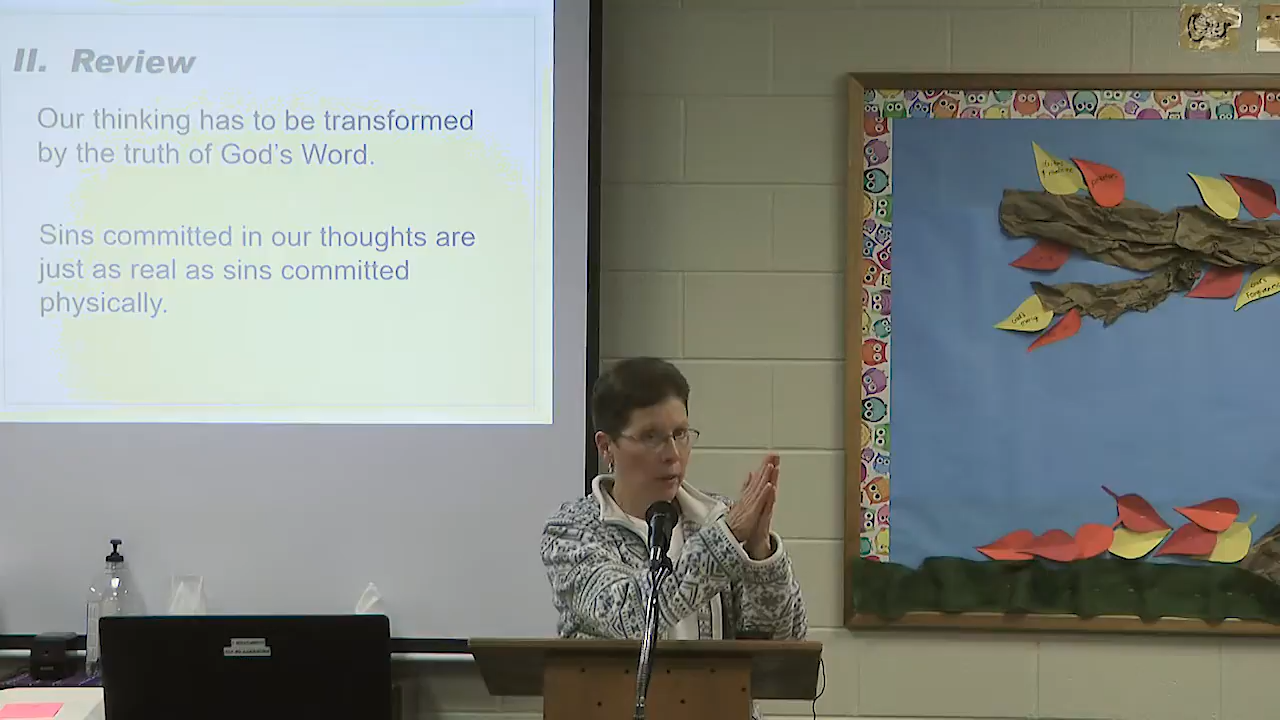 II. Review
Our thinking has to be transformed
by the truth of God's Word.
Sins committed in our thoughts are
just as real as sins committed
physically.
God's